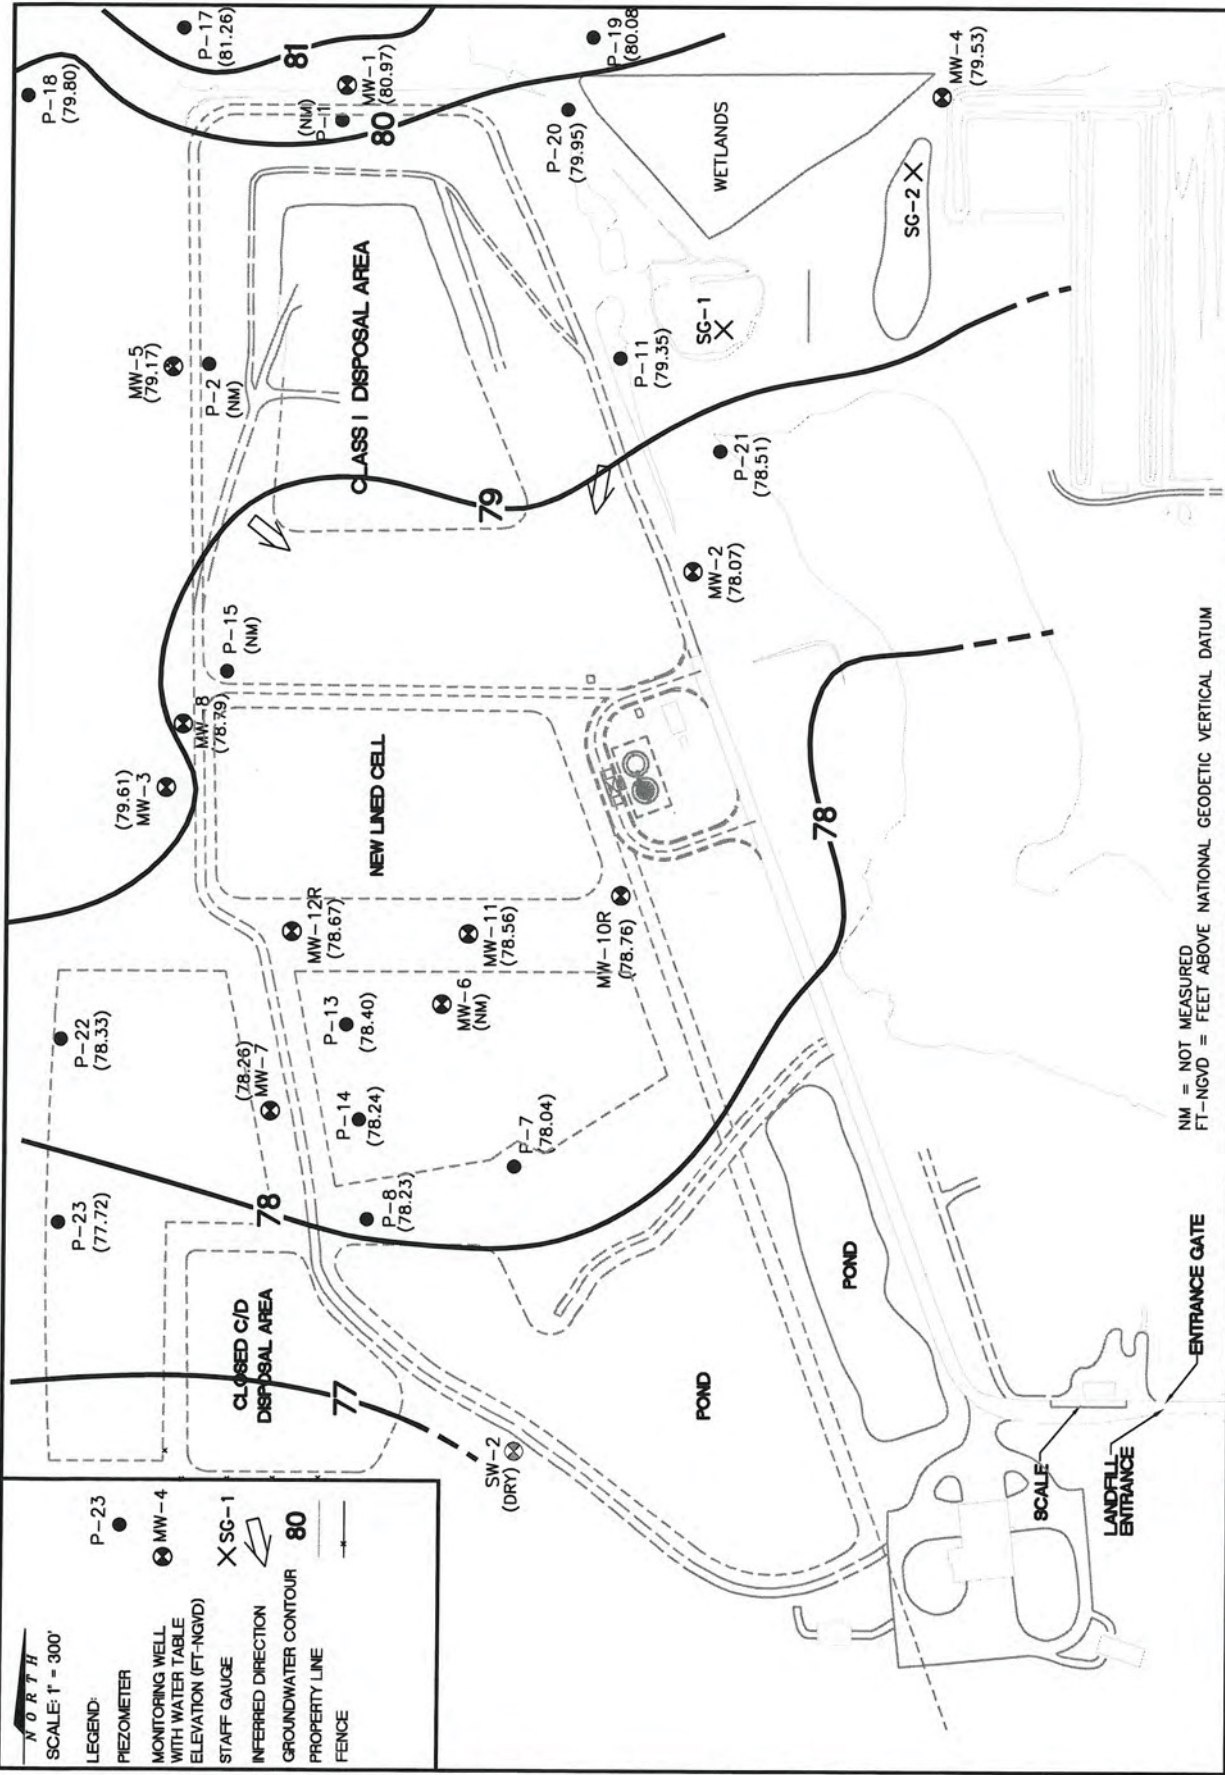 NORTH
SCALE: 1" = 300'
LEGEND:
PIEZOMETER
P-23
MONITORING WELL
WITH WATER TABLE
ELEVATION (FT-NGVD)
MW-4
STAFF GAUGE
SG-1
INFERRED DIRECTION
GROUNDWATER CONTOUR
80
PROPERTY LINE
FENCE
P-23
(77.72)
P-22
(78.33)
(79.61)
MW-3
MW-8
(78.79)
MW-5
(79.17)
P-2
(NM)
P-18
(79.80)
P-17
(81.26)
81
(NM)
P-1
MW-1
(80.97)
80
P-15
(NM)
(78.26)
MW-7
78
CLOSED C/D
DISPOSAL AREA
77
P-14
(78.24)
P-13
(78.40)
P-8
(78.23)
P-7
(78.04)
MW-12R
(78.67)
MW-11
(78.56)
MW-6
(NM)
MW-10R
(78.76)
NEW LINED CELL
CLASS I DISPOSAL AREA
79
SW-2
(DRY)
P-20
(79.95)
P-19
(80.08
P-11
(79.35)
SG-1
WETLANDS
MW-2
(78.07)
P-21
(78.51)
POND
POND
78
SG-2
MW-4
(79.53)
SCALE
LANDFILL
ENTRANCE
ENTRANCE GATE
NM = NOT MEASURED
FT-NGVD = FEET ABOVE NATIONAL GEODETIC VERTICAL DATUM